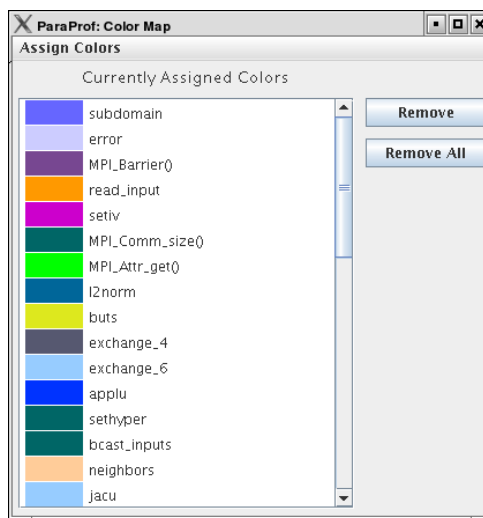 ParaProf: Color Map
Assign Colors
Currently Assigned Colors
subdomain
error
MPI_Barrier()
read_input
setiv
MPI_Comm_size()
MPI_Attr_get()
l2norm
buts
exchange_4
exchange_6
applu
sethyper
bcast_inputs
neighbors
jacu
Remove
Remove All